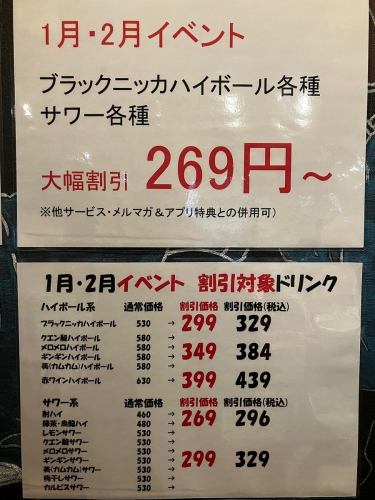 1月・2月イベント
ブラックニッカハイボール各種
サワー各種
大幅割引 269円～
※他サービス・メルマガ＆アプリ特典との併用可）
1月・2月イベント 割引対象ドリンク
ハイボール系 通常価格 割引価格 割引価格(税込)
ブラックニッカハイボール 530 → 299 329
クエン酸ハイボール 580 →
メロメロハイボール 580 → 349 384
ギンギンハイボール 580 →
(カムカム)ハイボール 580 →
赤ワインハイボール 630 → 399 439
サワー系 通常価格 割引価格 割引価格(税込)
酎ハイ 460 → 269 296
緑茶・烏龍ハイ 480 →
レモンサワー 530 →
クエン酸サワー 530 →
メロメロサワー 530 →
ギンギンサワー 530 → 299 329
(カムカム)サワー 530 →
梅干しサワー 530 →
カルピスサワー 530 →